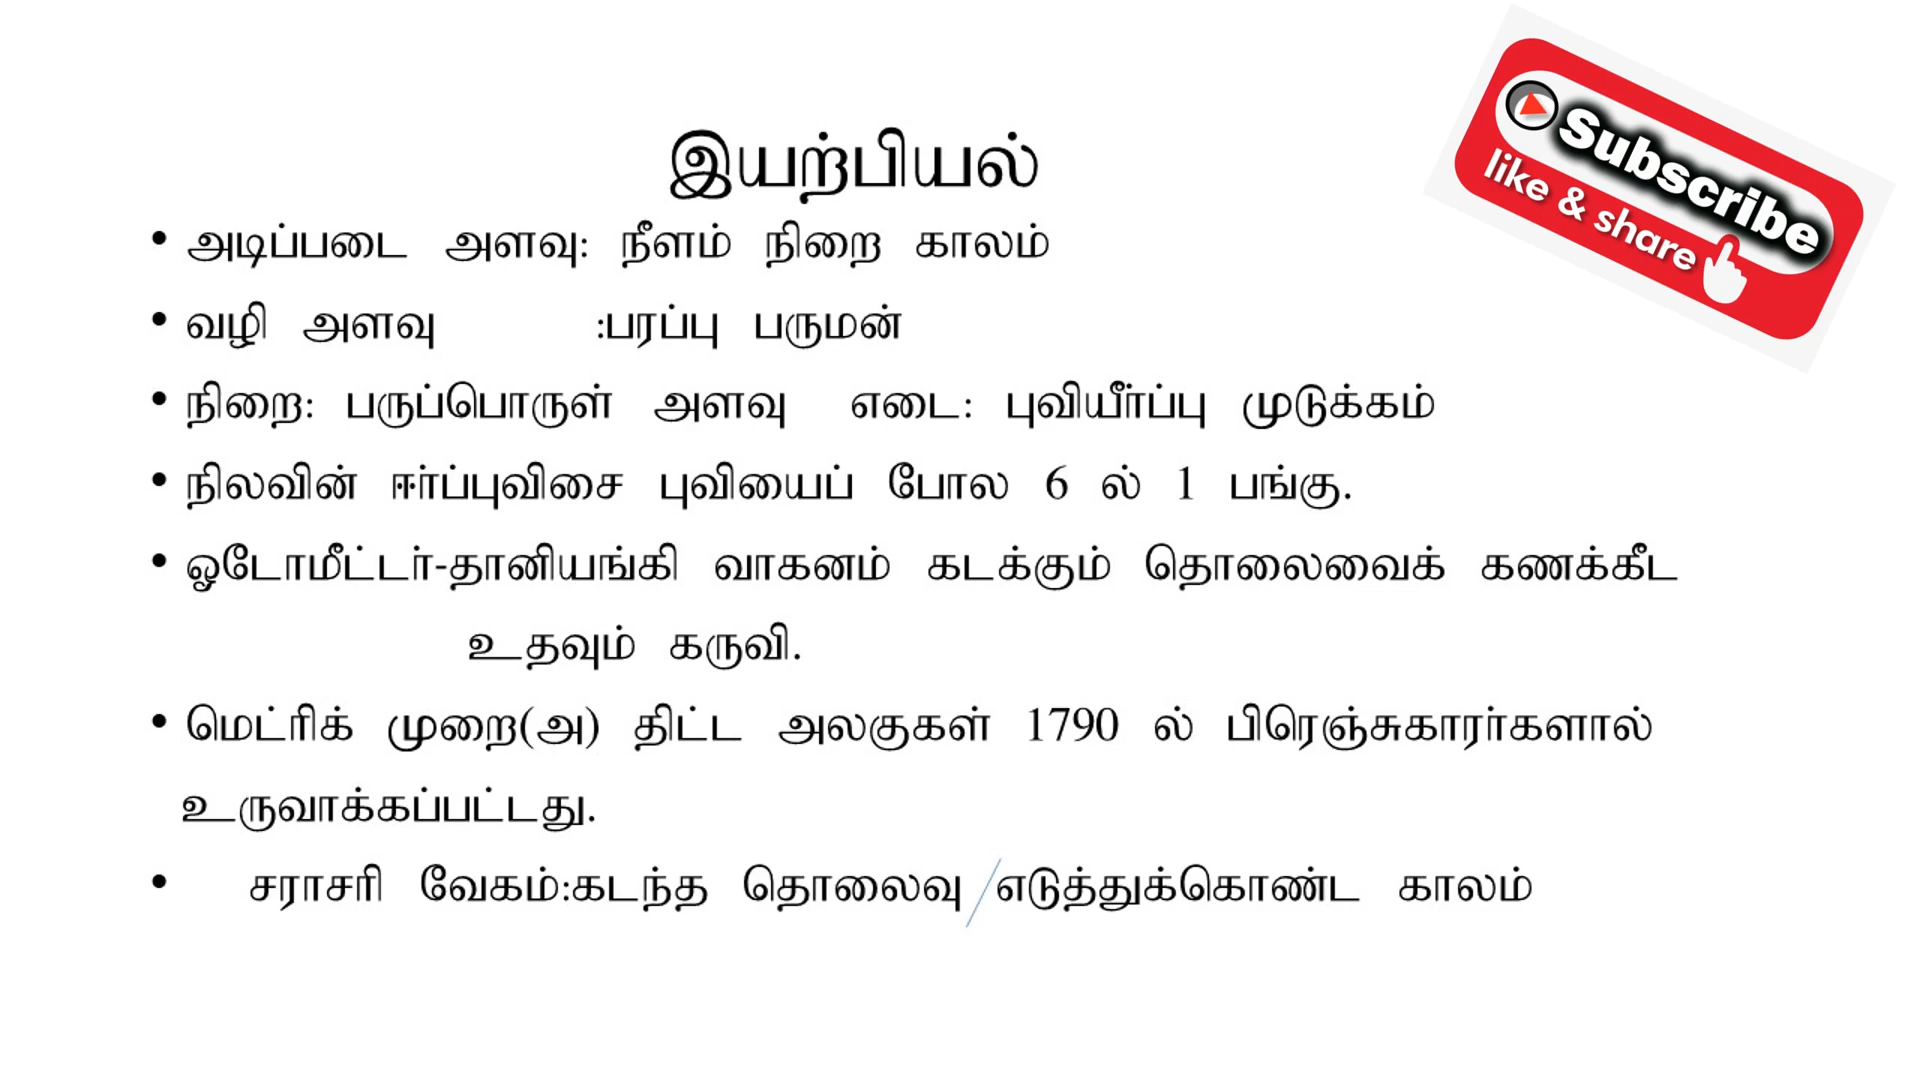 இயற்பியல்
Subscribe
like & share
• அடிப்படை அளவு: நீளம் நிறை காலம்
• வழி அளவு :பரப்பு பருமன்
• நிறை: பருப்பொருள் அளவு எடை: புவியீர்ப்பு முடுக்கம்
• நிலவின் ஈர்ப்புவிசை புவியைப் போல 6 ல் 1 பங்கு.
• ஓடோமீட்டர்-தானியங்கி வாகனம் கடக்கும் தொலைவைக் கணக்கீட
உதவும் கருவி.
• மெட்ரிக் முறை(அ) திட்ட அலகுகள் 1790 ல் பிரெஞ்சுகாரர்களால்
உருவாக்கப்பட்டது.
• சராசரி வேகம்:கடந்த தொலைவு /எடுத்துக்கொண்ட காலம்